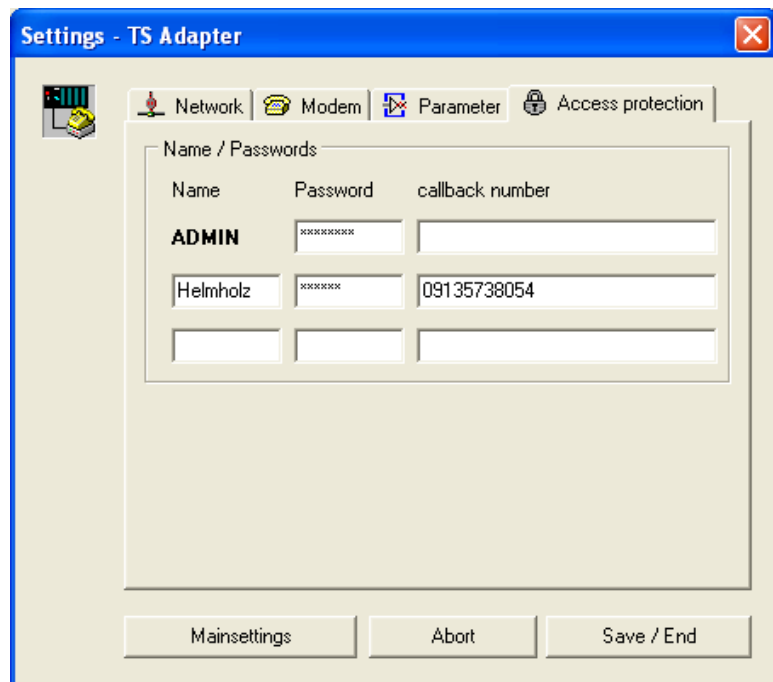 Settings - TS Adapter
Network Modem Parameter Access protection
Name / Passwords
Name Password callback number
ADMIN ********
Helmholz ****** 09135738054
Mainsettings Abort Save / End